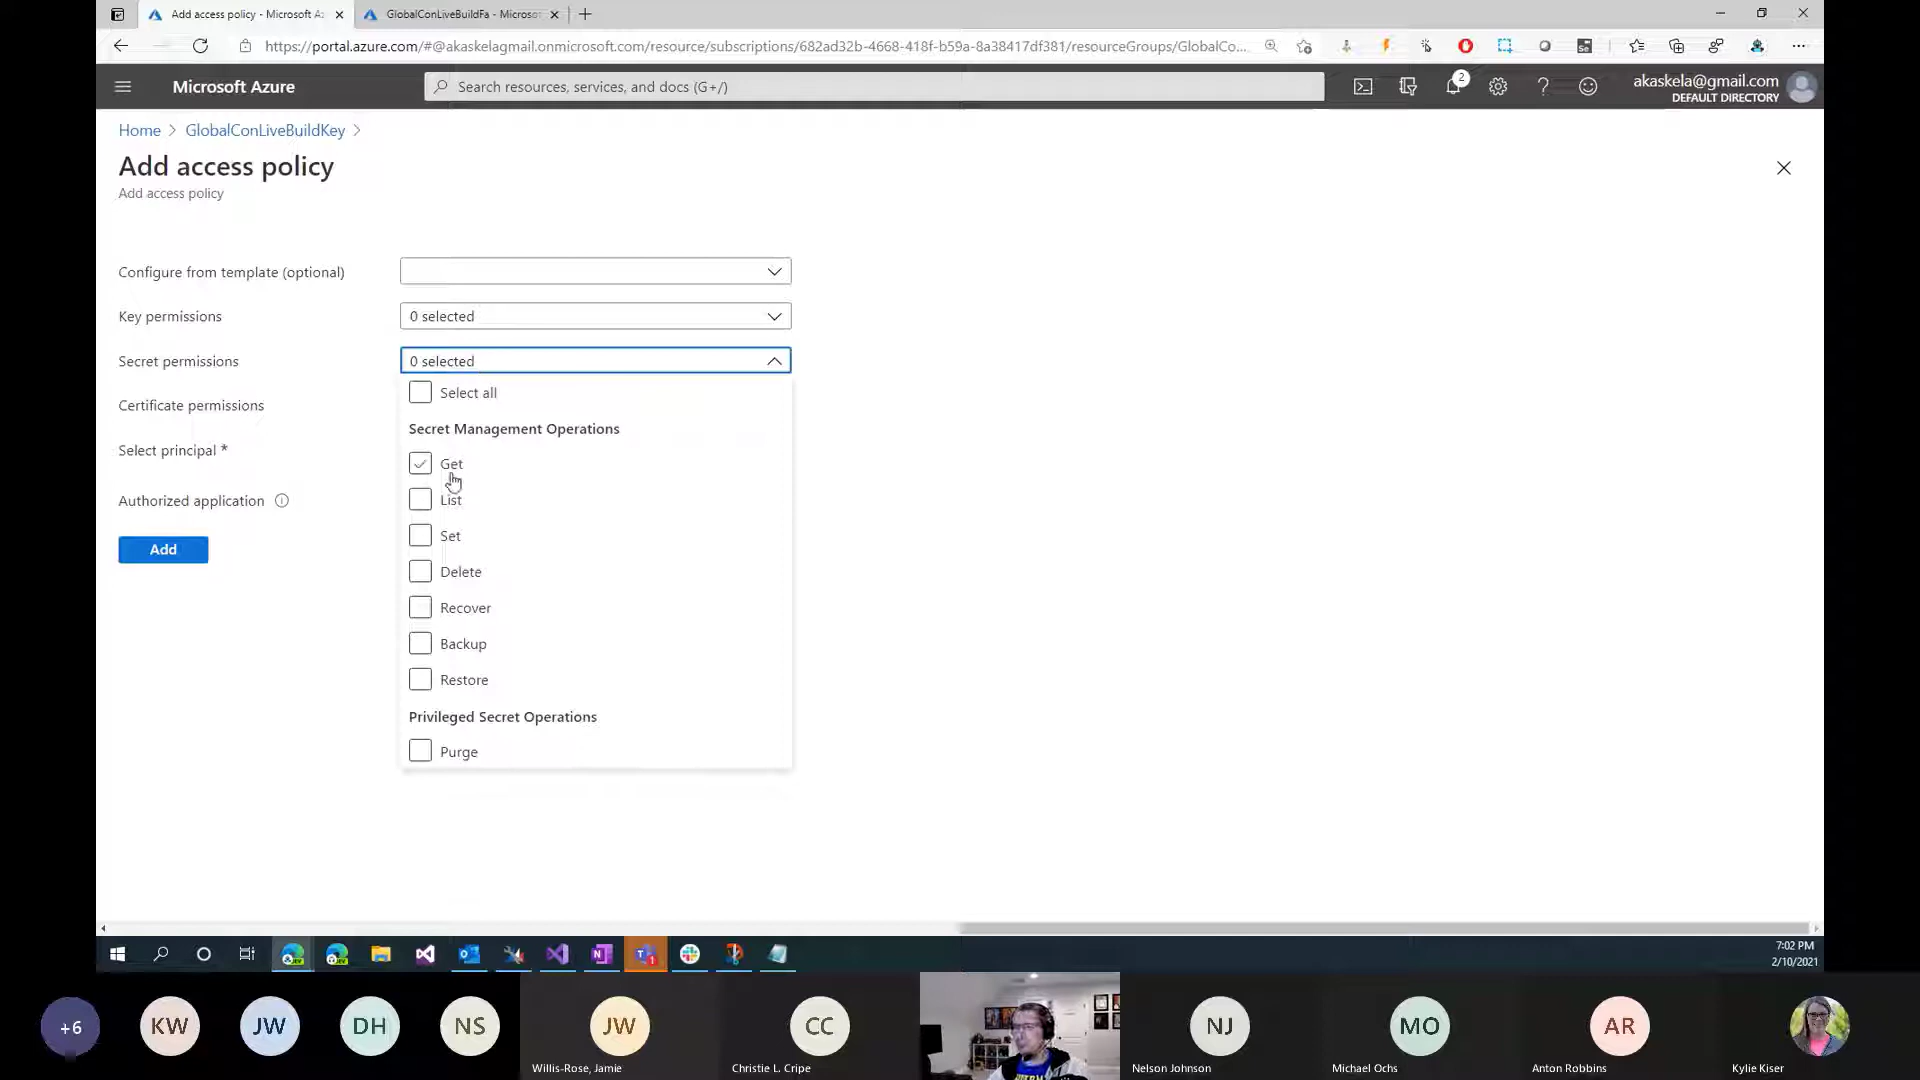 Add access policy - Microsoft Az
GlobalConLiveBuildFa - Microsof
https://portal.azure.com/#@akaskelagmail.onmicrosoft.com/resource/subscriptions/682ad32b-4668-418f-b59a-8a38417df381/resourceGroups/GlobalCo...
Microsoft Azure
Search resources, services, and docs (G+/)
2
akaskela@gmail.com
DEFAULT DIRECTORY
Home > GlobalConLiveBuildKey >
Add access policy
Add access policy
Configure from template (optional)
Key permissions
0 selected
Secret permissions
0 selected
Select all
Certificate permissions
Secret Management Operations
Select principal *
Get
List
Authorized application
Set
Add
Delete
Recover
Backup
Restore
Privileged Secret Operations
Purge
7:02 PM
2/10/2021
+6
KW
JW
DH
NS
JW
CC
NJ
MO
AR
Willis-Rose, Jamie
Christie L. Cripe
Nelson Johnson
Michael Ochs
Anton Robbins
Kylie Kiser